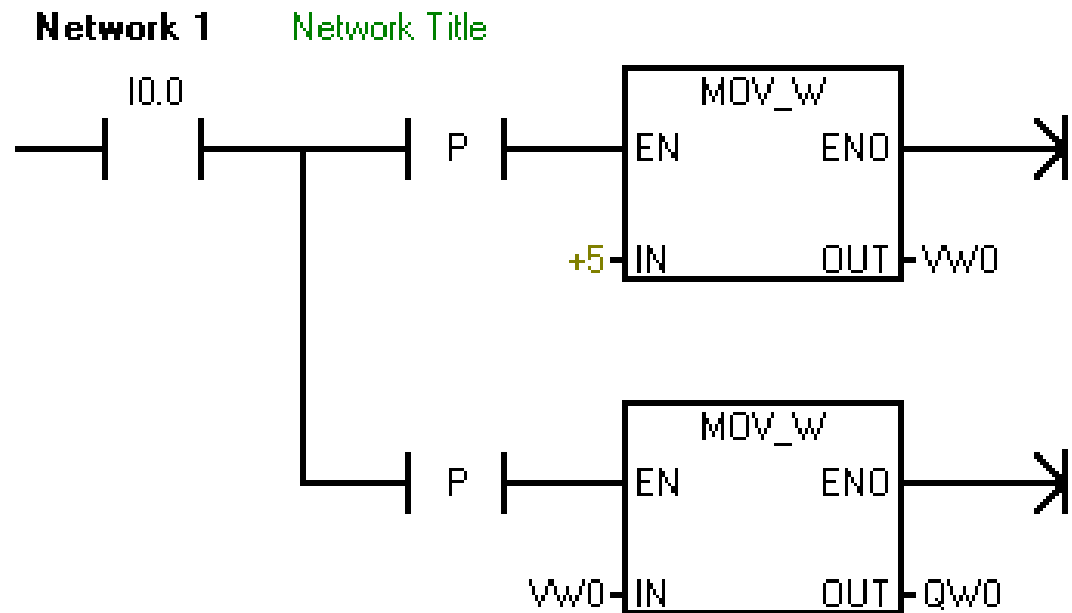 Network 1 Network Title
I0.0
MOV_W
P EN ENO
+5 IN OUT VW0
MOV_W
P EN ENO
VW0 IN OUT QW0